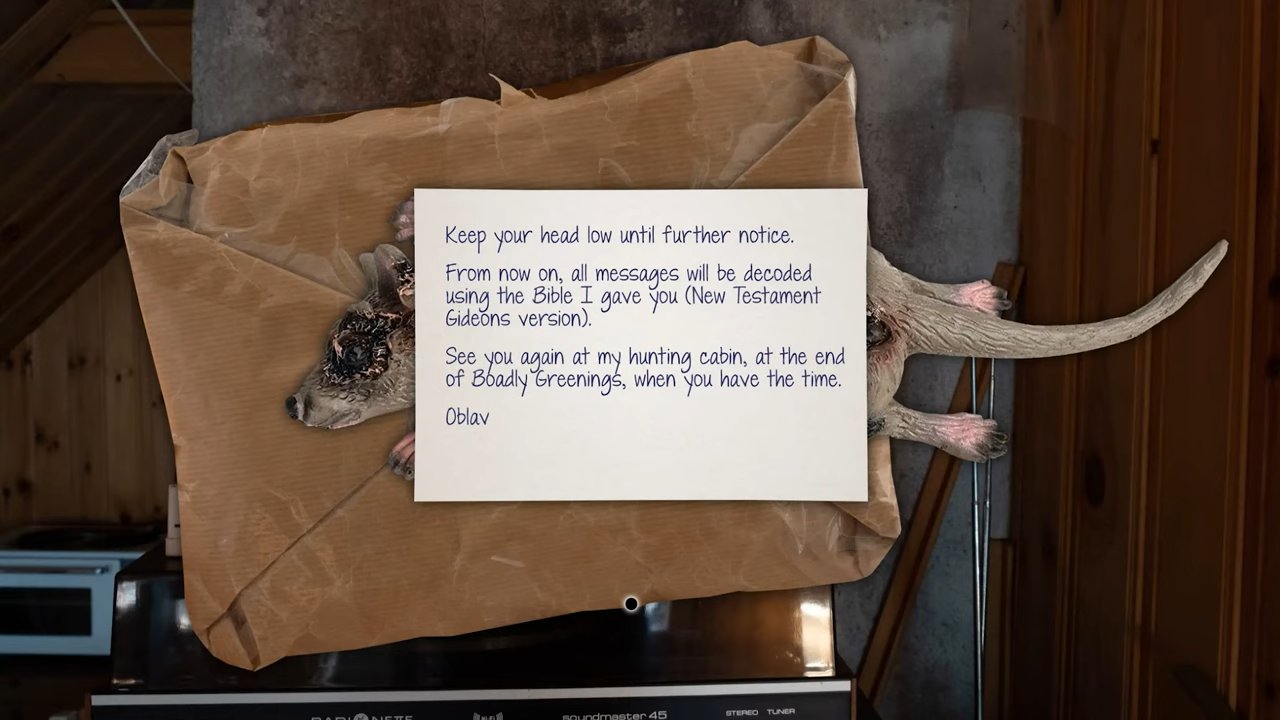 Keep your head low until further notice.
From now on, all messages will be decoded
using the Bible I gave you (New Testament
Gideons version).
See you again at my hunting cabin, at the end
of Boadly Greenings, when you have the time.
Oblav
soundmaster 45
STEREO TUNER